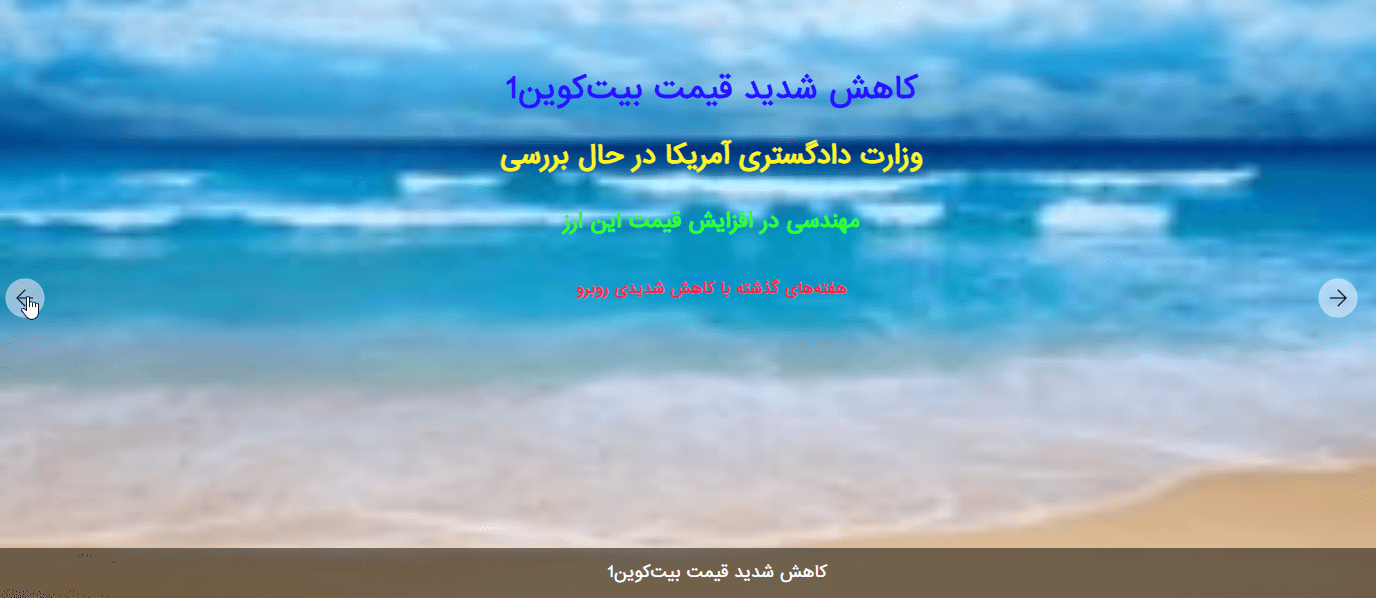 کاهش شدید قیمت بیت‌کوین1
وزارت دادگستری آمریکا در حال بررسی
مهندسی در افزایش قیمت این ارز
هفته‌های گذشته با کاهش شدیدی روبرو
کاهش شدید قیمت بیت‌کوین1